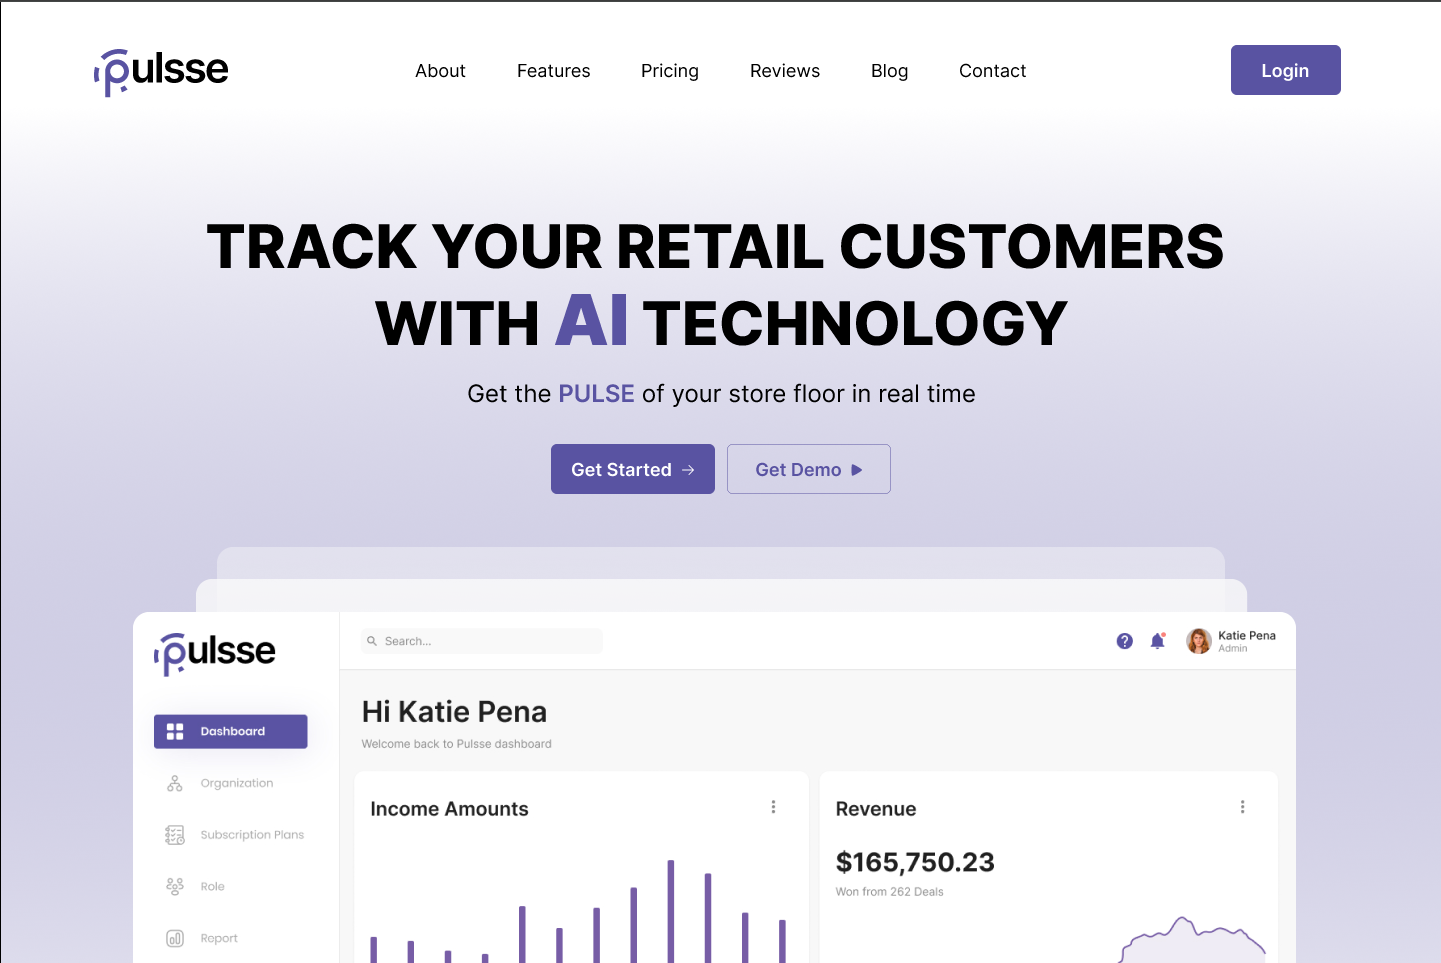 Pulsse
About
Features
Pricing
Reviews
Blog
Contact
Login
TRACK YOUR RETAIL CUSTOMERS
WITH AI TECHNOLOGY
Get the PULSE of your store floor in real time
Get Started
Get Demo
Pulsse
Search...
Katie Pena
Admin
Dashboard
Organization
Subscription Plans
Role
Report
Hi Katie Pena
Welcome back to Pulsse dashboard
Income Amounts
Revenue
$165,750.23
Won from 262 Deals